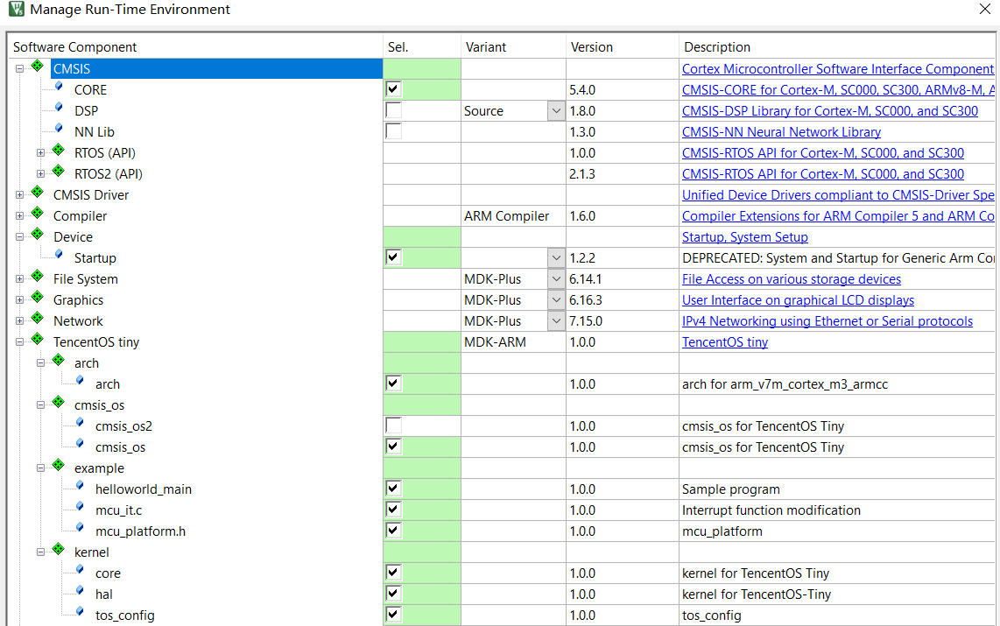 Manage Run-Time Environment
Software Component Sel. Variant Version Description
CMSIS Cortex Microcontroller Software Interface Component
CORE 5.4.0 CMSIS-CORE for Cortex-M, SC000, SC300, ARMv8-M, A
DSP Source 1.8.0 CMSIS-DSP Library for Cortex-M, SC000, and SC300
NN Lib 1.3.0 CMSIS-NN Neural Network Library
RTOS (API) 1.0.0 CMSIS-RTOS API for Cortex-M, SC000, and SC300
RTOS2 (API) 2.1.3 CMSIS-RTOS API for Cortex-M, SC000, and SC300
CMSIS Driver Unified Device Drivers compliant to CMSIS-Driver Spe
Compiler ARM Compiler 1.6.0 Compiler Extensions for ARM Compiler 5 and ARM Co
Device Startup, System Setup
Startup 1.2.2 DEPRECATED: System and Startup for Generic Arm Co
File System MDK-Plus 6.14.1 File Access on various storage devices
Graphics MDK-Plus 6.16.3 User Interface on graphical LCD displays
Network MDK-Plus 7.15.0 IPv4 Networking using Ethernet or Serial protocols
TencentOS tiny MDK-ARM 1.0.0 TencentOS tiny
arch
arch 1.0.0 arch for arm_v7m_cortex_m3_armcc
cmsis_os
cmsis_os2 1.0.0 cmsis_os for TencentOS Tiny
cmsis_os 1.0.0 cmsis_os for TencentOS Tiny
example
helloworld_main 1.0.0 Sample program
mcu_it.c 1.0.0 Interrupt function modification
mcu_platform.h 1.0.0 mcu_platform
kernel
core 1.0.0 kernel for TencentOS Tiny
hal 1.0.0 kernel for TencentOS-Tiny
tos_config 1.0.0 tos_config